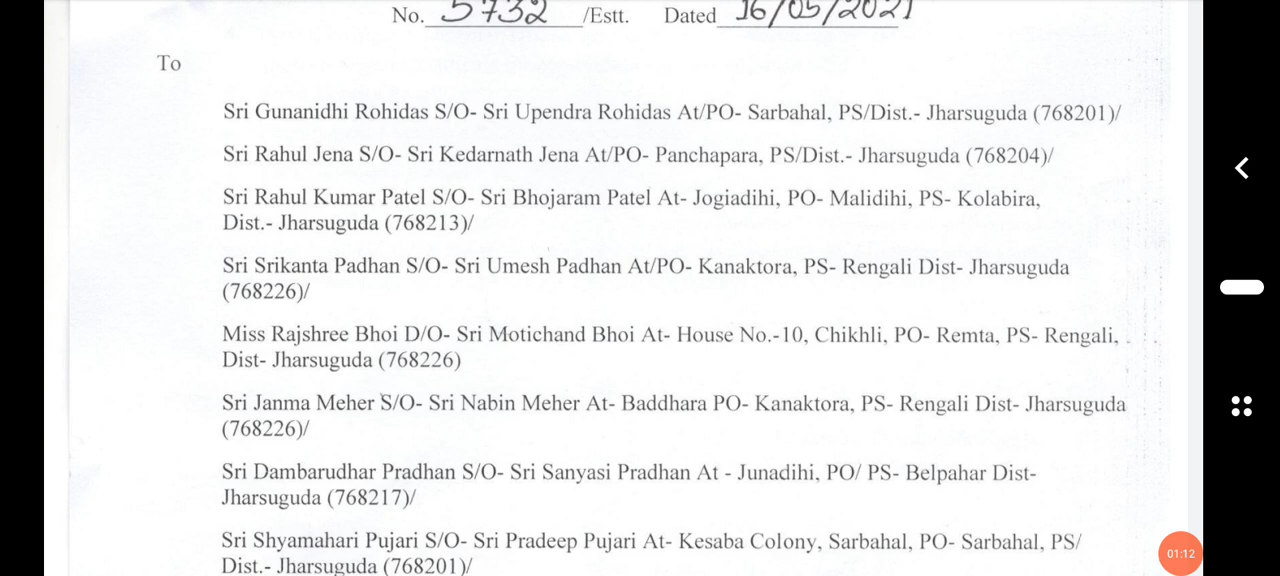 No. 5732 /Estt. Dated 16/05/2021
To
Sri Gunanidhi Rohidas S/O- Sri Upendra Rohidas At/PO- Sarbahal, PS/Dist.- Jharsuguda (768201)/
Sri Rahul Jena S/O- Sri Kedarnath Jena At/PO- Panchapara, PS/Dist.- Jharsuguda (768204)/
Sri Rahul Kumar Patel S/O- Sri Bhojaram Patel At- Jogiadihi, PO- Malidihi, PS- Kolabira,
Dist.- Jharsuguda (768213)/
Sri Srikanta Padhan S/O- Sri Umesh Padhan At/PO- Kanaktora, PS- Rengali Dist- Jharsuguda
(768226)/
Miss Rajshree Bhoi D/O- Sri Motichand Bhoi At- House No.-10, Chikhli, PO- Remta, PS- Rengali,
Dist- Jharsuguda (768226)
Sri Janma Meher S/O- Sri Nabin Meher At- Baddhara PO- Kanaktora, PS- Rengali Dist- Jharsuguda
(768226)/
Sri Dambarudhar Pradhan S/O- Sri Sanyasi Pradhan At - Junadihi, PO/ PS- Belpahar Dist-
Jharsuguda (768217)/
Sri Shyamahari Pujari S/O- Sri Pradeep Pujari At- Kesaba Colony, Sarbahal, PO- Sarbahal, PS/
Dist.- Jharsuguda (768201)/
01:12